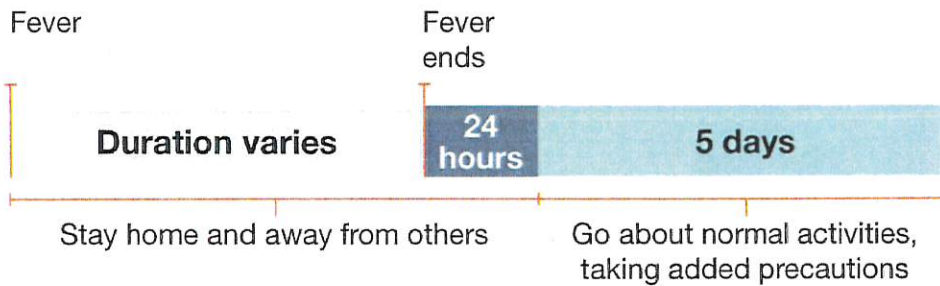 Fever
Fever
ends
Duration varies
24
hours
5 days
Stay home and away from others
Go about normal activities,
taking added precautions